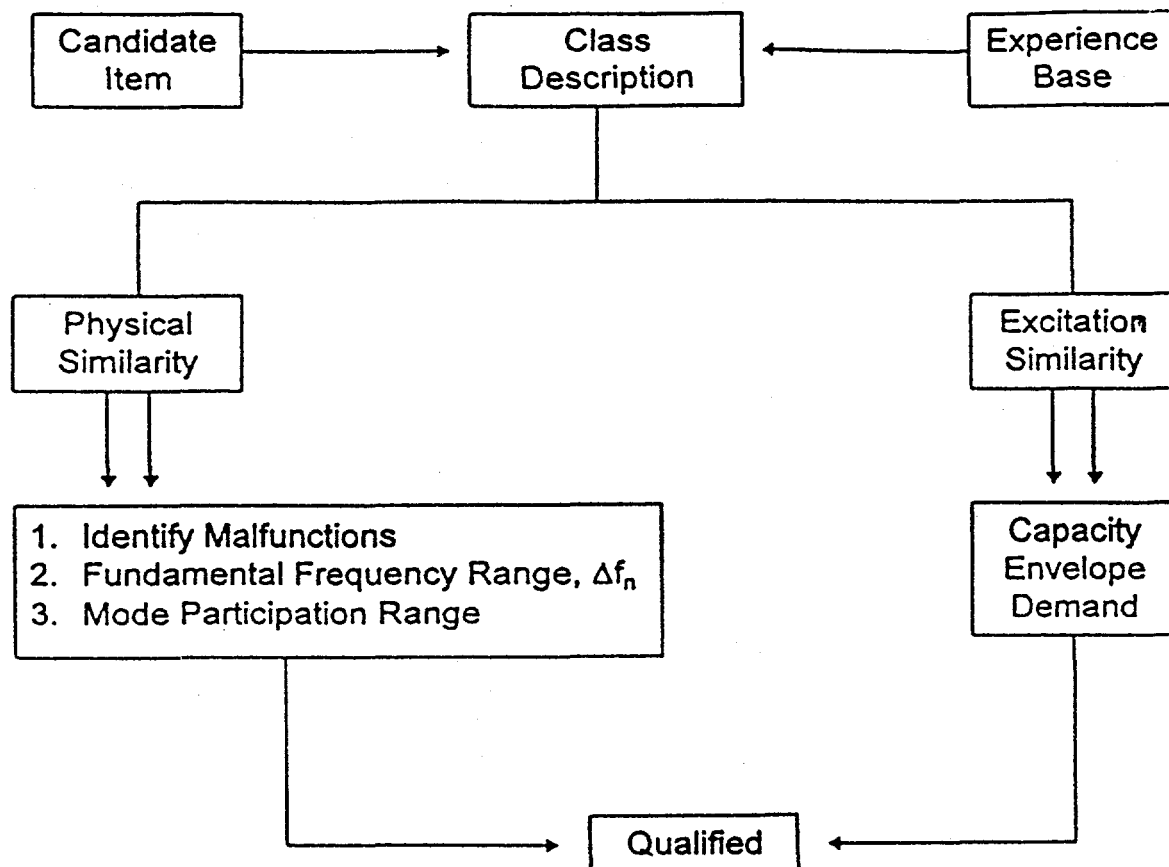 Candidate
Item
Class
Description
Experience
Base
Physical
Similarity
Excitation
Similarity
1. Identify Malfunctions
2. Fundamental Frequency Range, Δfₙ
3. Mode Participation Range
Capacity
Envelope
Demand
Qualified